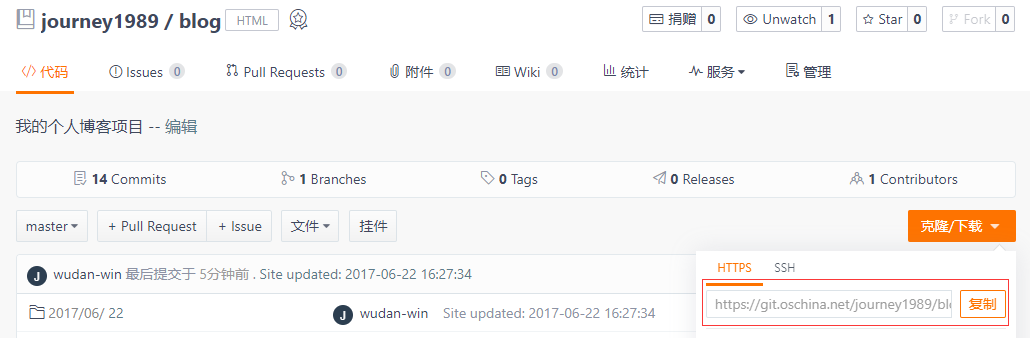 journey1989 / blog HTML 捐赠 0 Unwatch 1 Star 0 Fork 0
代码 Issues 0 Pull Requests 0 附件 0 Wiki 0 统计 服务 管理
我的个人博客项目 -- 编辑
14 Commits 1 Branches 0 Tags 0 Releases 1 Contributors
master + Pull Request + Issue 文件 挂件 克隆/下载
J wudan-win 最后提交于 5分钟前 . Site updated: 2017-06-22 16:27:34
HTTPS SSH
https://git.oschina.net/journey1989/blo 复制
2017/06/ 22 J wudan-win Site updated: 2017-06-22 16:27:34